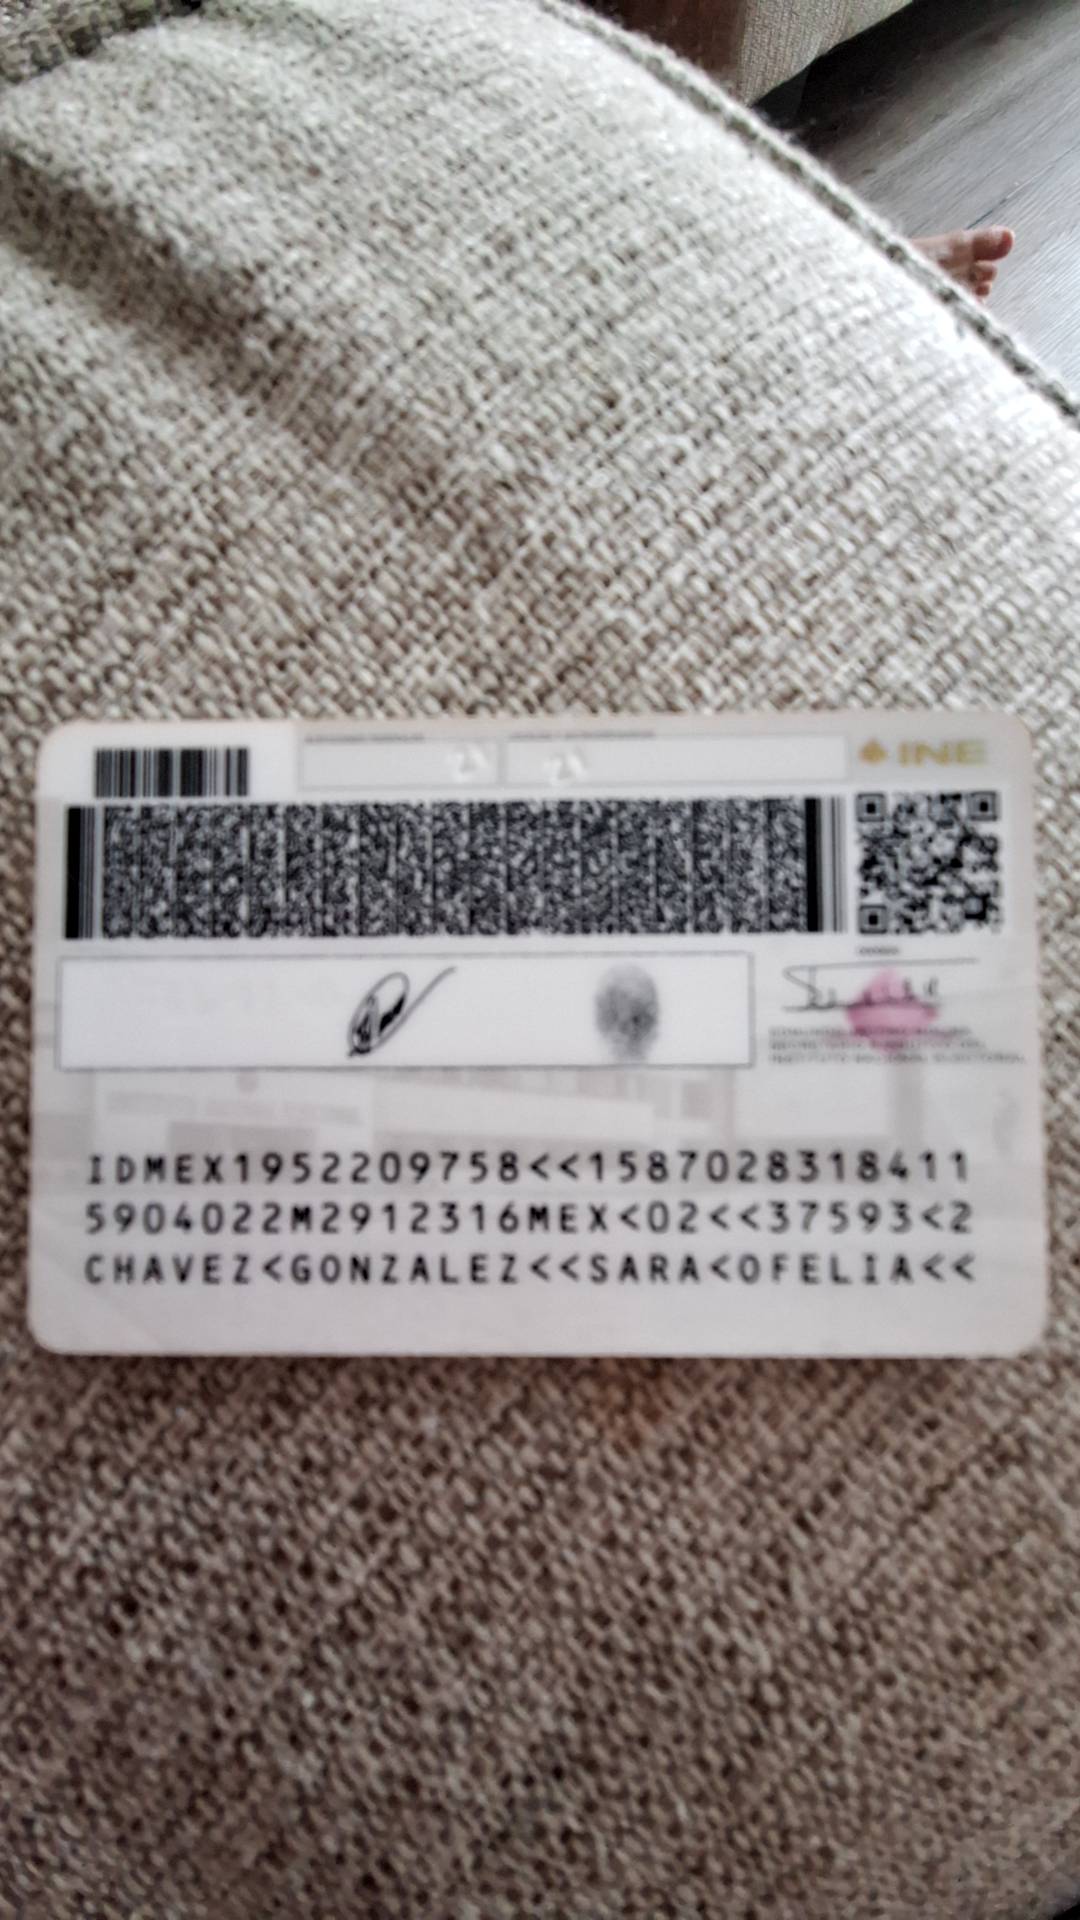 INE
IDMEX1952209758<<1587028318411
5904022M2912316MEX<02<<37593<2
CHAVEZ<GONZALEZ<<SARA<OFELIA<<